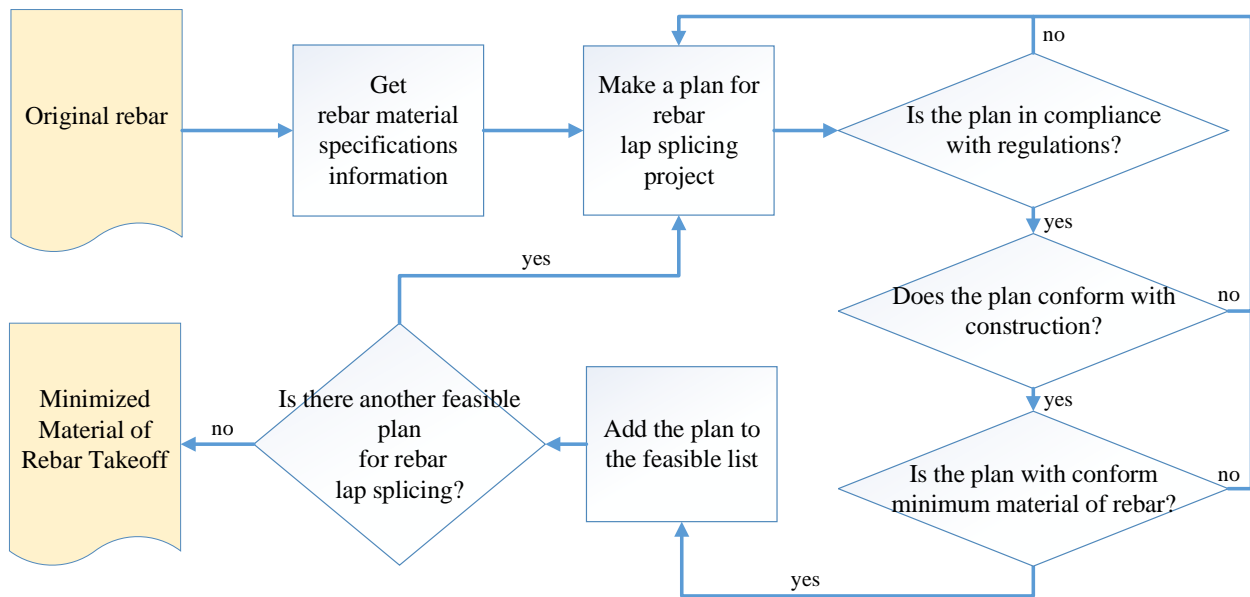 Original rebar
Get
rebar material
specifications
information
Make a plan for
rebar
lap splicing
project
no
Is the plan in compliance
with regulations?
yes
Does the plan conform with
construction?
no
yes
Is the plan with conform
minimum material of rebar?
no
yes
Add the plan to
the feasible list
Is there another feasible
plan
for rebar
lap splicing?
yes
no
Minimized
Material of
Rebar Takeoff